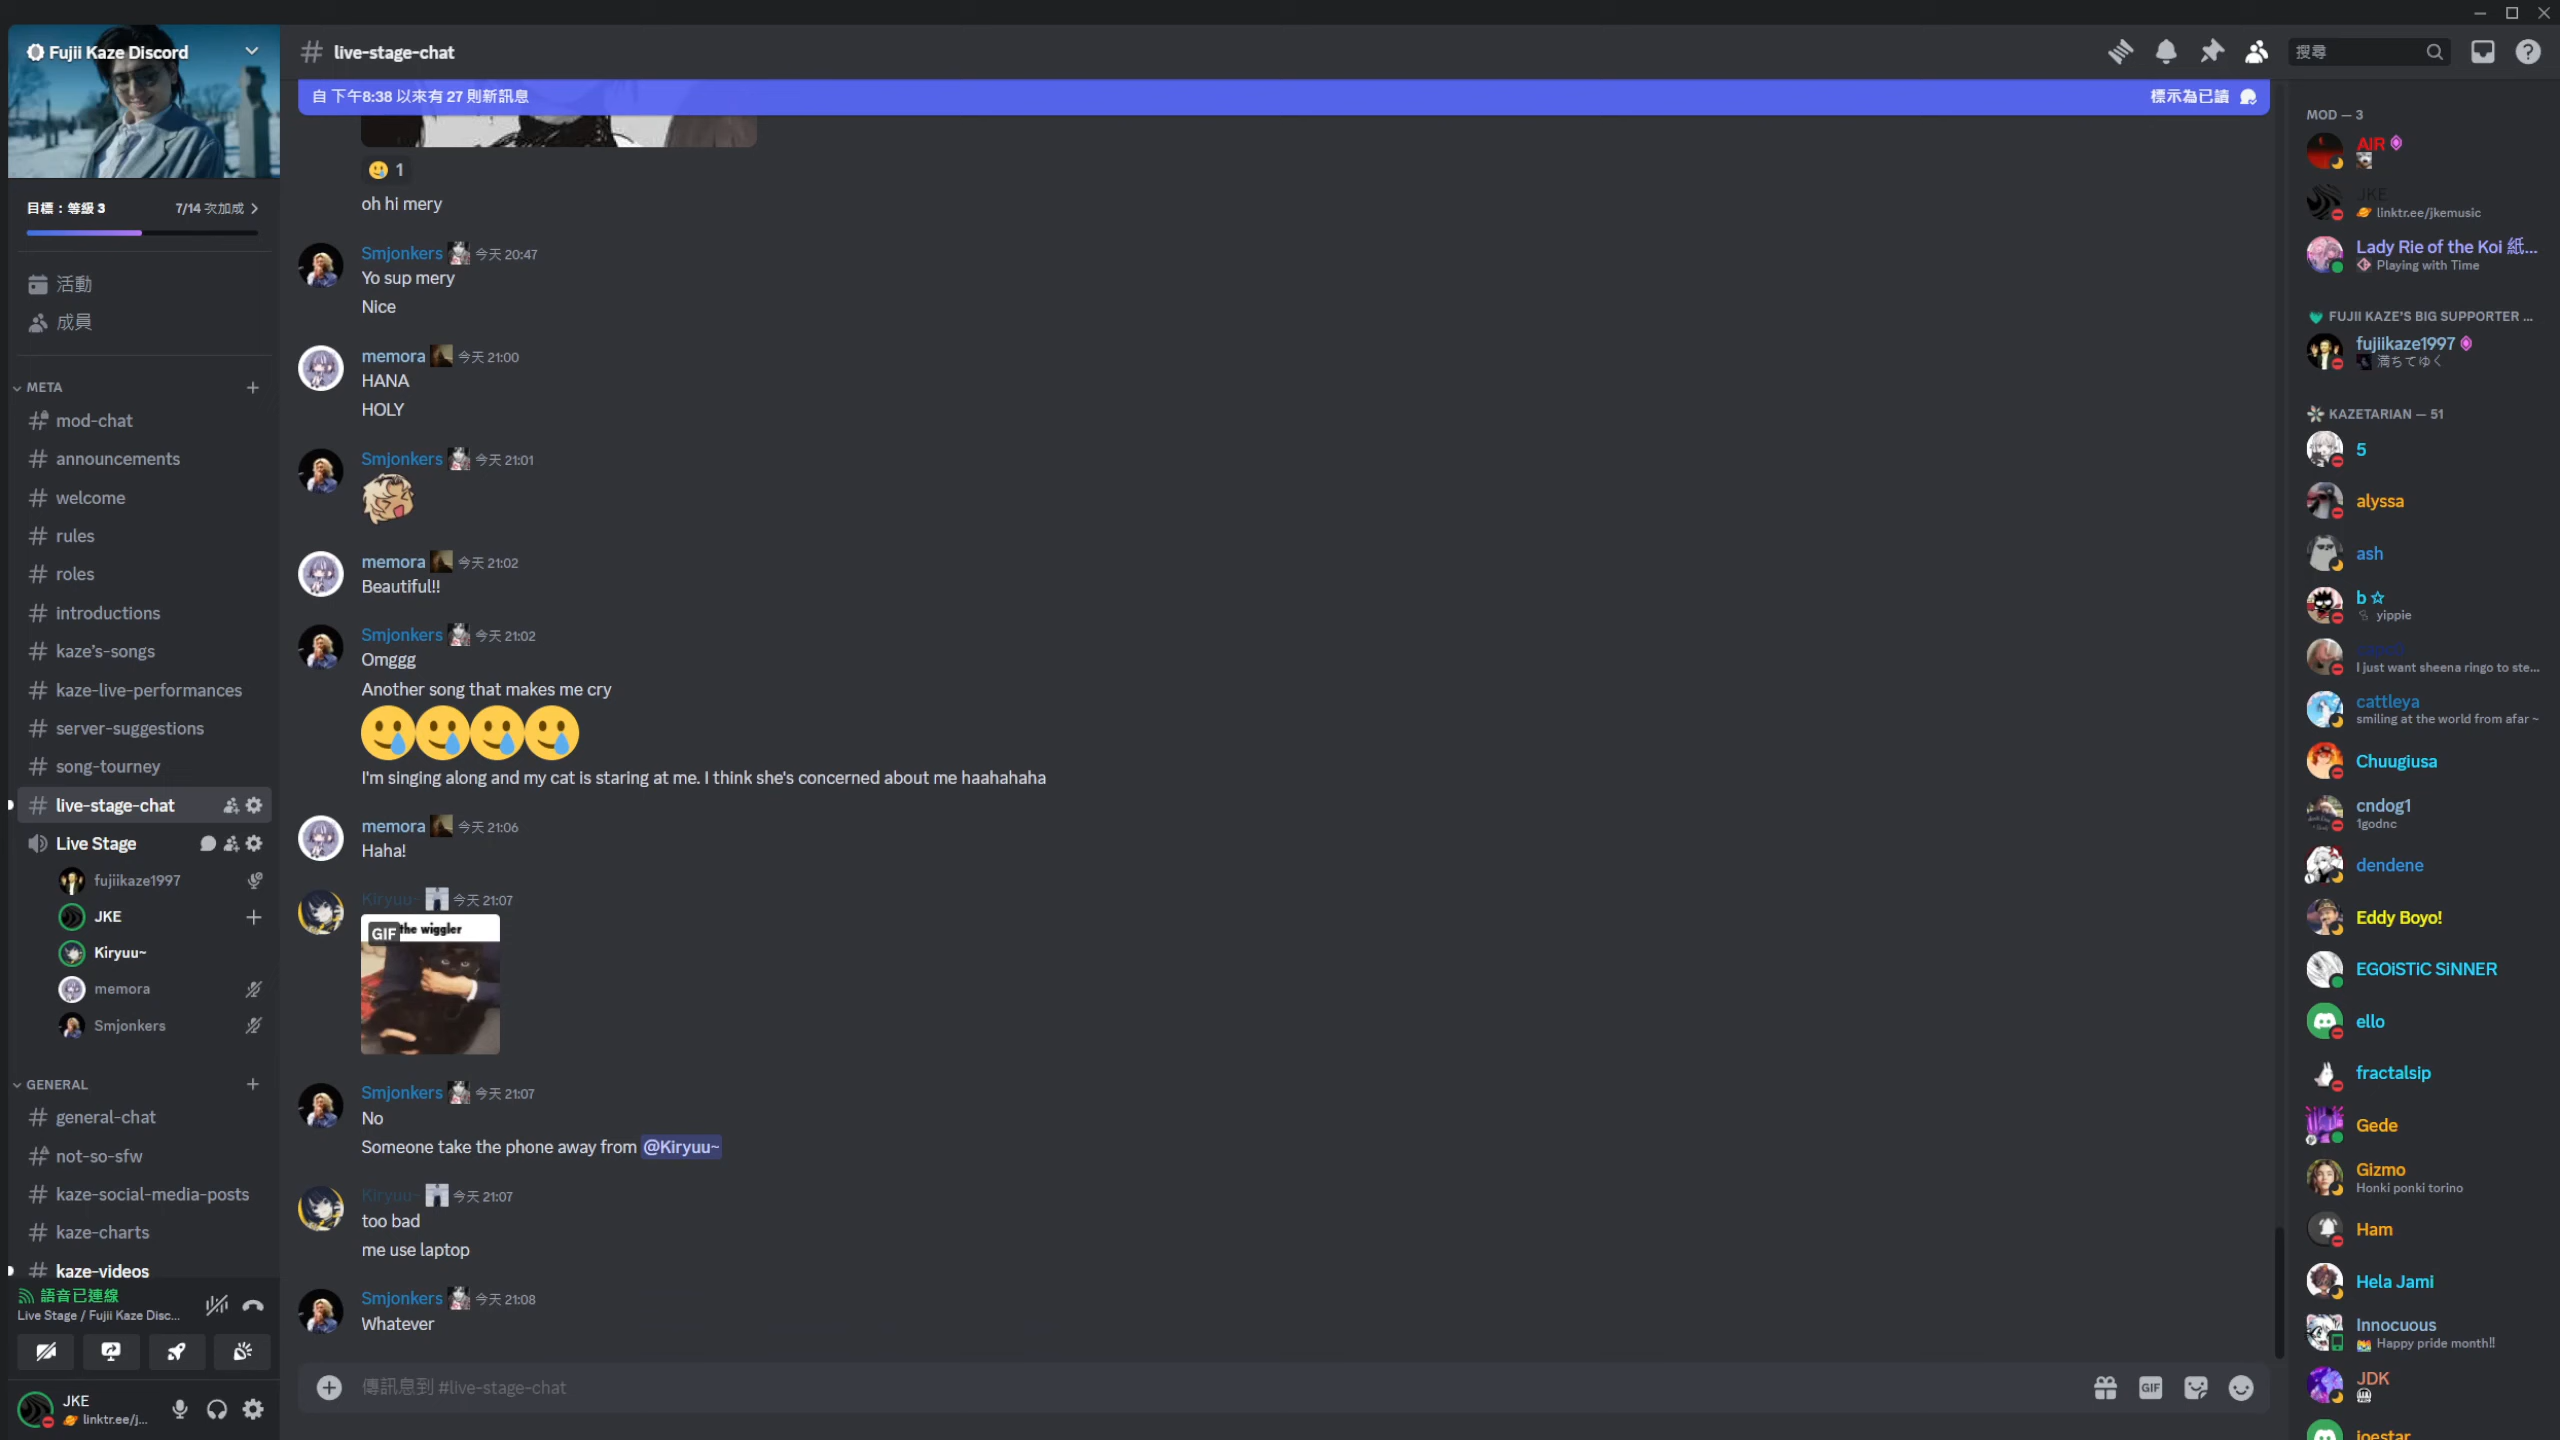 Fujii Kaze Discord
目標：等級 3
7/14 次加成
活動
成員
META
mod-chat
announcements
welcome
rules
roles
introductions
kaze's-songs
kaze-live-performances
server-suggestions
song-tourney
live-stage-chat
Live Stage
fujiikaze1997
JKE
Kiryuu~
memora
Smjonkers
GENERAL
general-chat
not-so-sfw
kaze-social-media-posts
kaze-charts
kaze-videos
語音已連線
Live Stage / Fujii Kaze Disc...
JKE
linktr.ee/j...
live-stage-chat
搜尋
自 下午8:38 以來有 27 則新訊息
標示為已讀
1
oh hi mery
Smjonkers 今天 20:47
Yo sup mery
Nice
memora 今天 21:00
HANA
HOLY
Smjonkers 今天 21:01
memora 今天 21:02
Beautiful!!
Smjonkers 今天 21:02
Omggg
Another song that makes me cry
I'm singing along and my cat is staring at me. I think she's concerned about me haahahaha
memora 今天 21:06
Haha!
Kiryuu~ 今天 21:07
GIF the wiggler
Smjonkers 今天 21:07
No
Someone take the phone away from @Kiryuu~
Kiryuu~ 今天 21:07
too bad
me use laptop
Smjonkers 今天 21:08
Whatever
傳訊息到 #live-stage-chat
GIF
MOD — 3
AIR
JKE
linktr.ee/jkemusic
Lady Rie of the Koi 紙...
Playing with Time
FUJII KAZE'S BIG SUPPORTER ...
fujiikaze1997
満ちてゆく
KAZETARIAN — 51
5
alyssa
ash
b ☆
yippie
I just want sheena ringo to ste...
cattleya
smiling at the world from afar ~
Chuugiusa
cndog1
1godnc
dendene
Eddy Boyo!
EGOiSTiC SiNNER
ello
fractalsip
Gede
Gizmo
Honki ponki torino
Ham
Hela Jami
Innocuous
Happy pride month!!
JDK
joestar